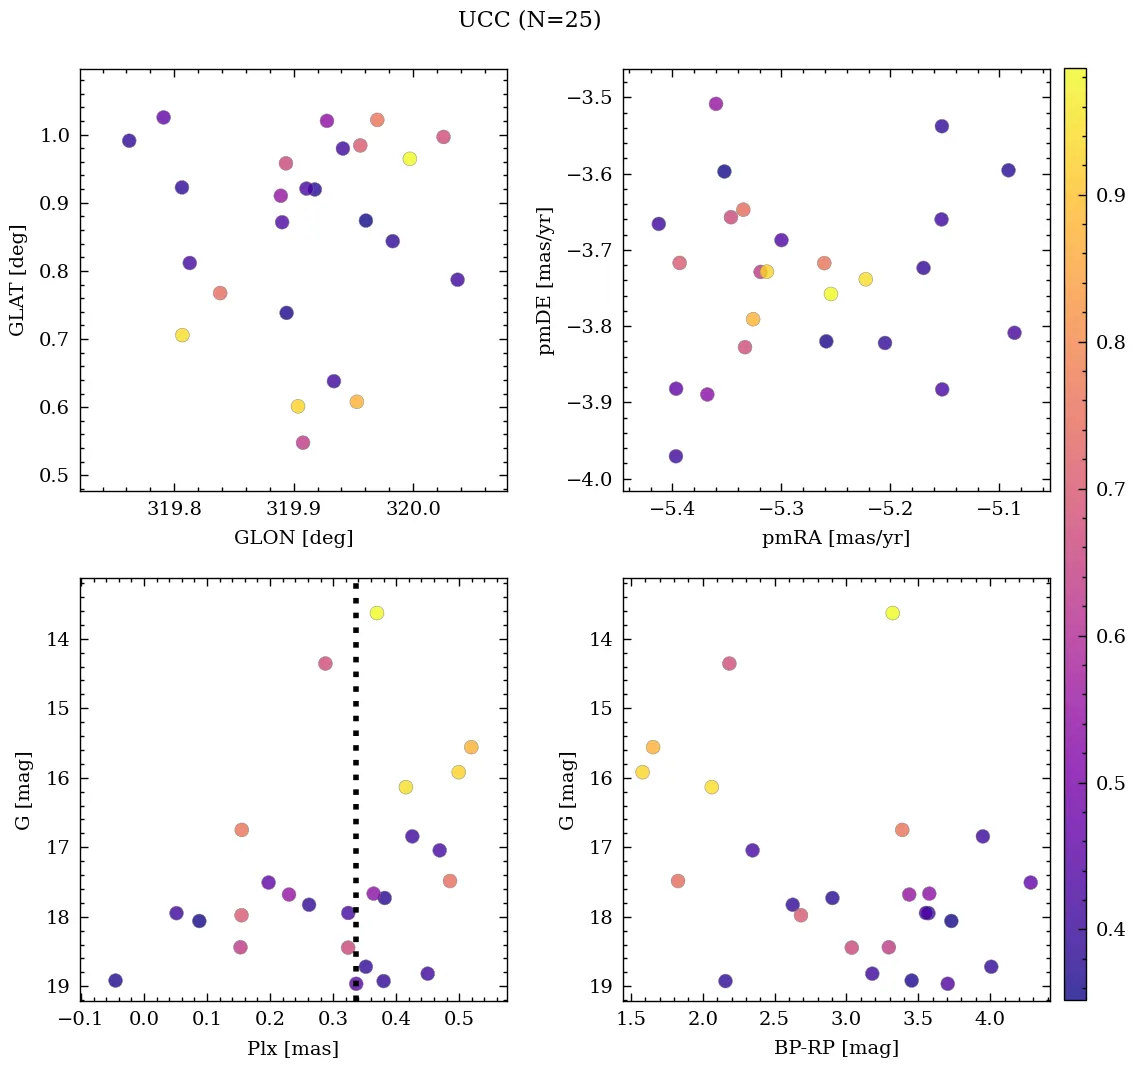 UCC (N=25)
1.0
0.9
0.8
0.7
0.6
0.5
GLAT [deg]
319.8 319.9 320.0
GLON [deg]
−3.5
−3.6
−3.7
−3.8
−3.9
−4.0
pmDE [mas/yr]
−5.4 −5.3 −5.2 −5.1
pmRA [mas/yr]
14
15
16
17
18
19
G [mag]
−0.1 0.0 0.1 0.2 0.3 0.4 0.5
Plx [mas]
14
15
16
17
18
19
G [mag]
1.5 2.0 2.5 3.0 3.5 4.0
BP-RP [mag]
0.9
0.8
0.7
0.6
0.5
0.4